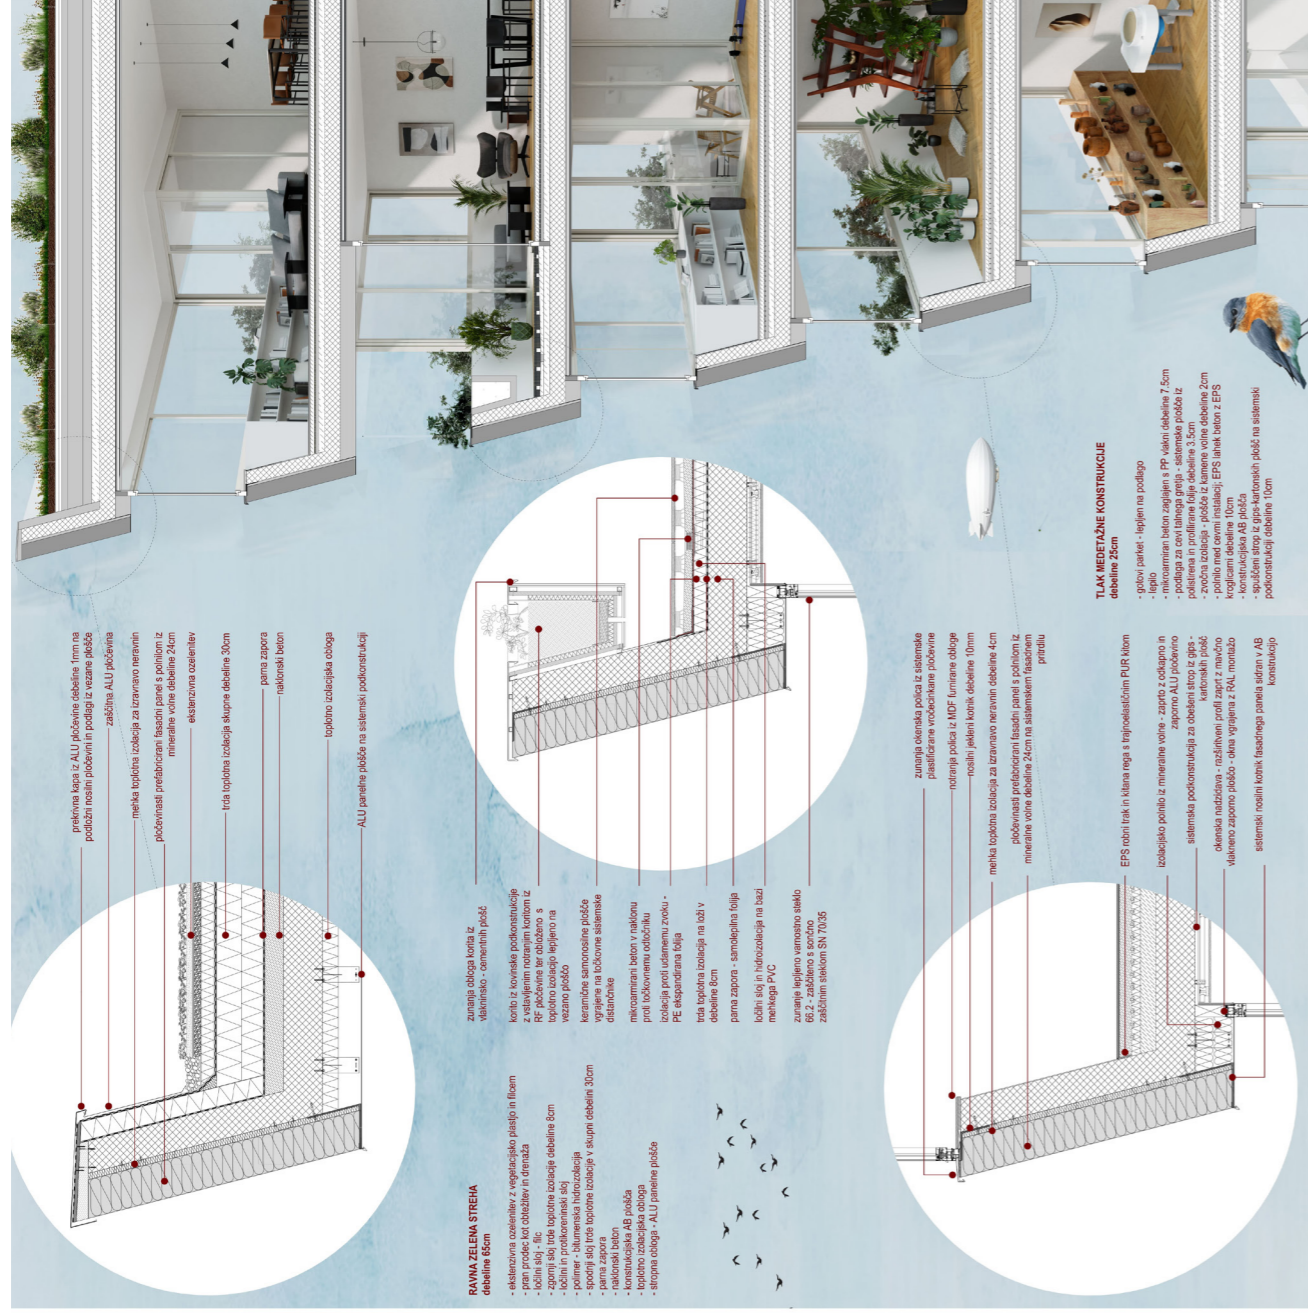 prekrivna kapa iz ALU pločevine debeline 1mm na
podložni nosilni pločevini in podlagi iz vezane plošče
zaščitna ALU pločevina
mehka toplotna izolacija za izravnavo neravnin
pločevinasti prefabricirani fasadni panel s polnilom iz
mineralne volne debeline 24cm
ekstenzivna ozelenitev
trda toplotna izolacija skupne debeline 30cm
parna zapora
naklonski beton
toplotno izolacijska obloga
ALU panelne plošče na sistemski podkonstrukciji
RAVNA ZELENA STREHA
debeline 65cm
- ekstenzivna ozelenitev z vegetacijsko plastjo in filcem
- pran prodec kot obtežitev in drenaža
- ločilni sloj - filc
- zgornji sloj trde toplotne izolacije debeline 8cm
- ločilni in protikoreninski sloj
- polimer - bitumenska hidroizolacija
- spodnji sloj trde toplotne izolacije v skupni debelini 30cm
- parna zapora
- naklonski beton
- konstrukcijska AB plošča
- toplotno izolacijska obloga
- stropna obloga - ALU panelne plošče
zunanja obloga korita iz
vlakninsko - cementnih plošč
korito iz kovinske podkonstrukcije
z vstavljenim notranjim koritom iz
RF pločevine ter obloženo s
toplotno izolacijo lepljeno na
vezano ploščo
keramične samonosilne plošče
vgrajene na točkovne sistemske
distančnike
mikroarmirani beton v naklonu
proti točkovnemu odtočniku
izolacija proti udarnemu zvoku -
PE ekspandirana folija
trda toplotna izolacija na loži v
debeline 8cm
parna zapora - samolepilna folija
ločilni sloj in hidroizolacija na bazi
mehkega PVC
zunanje lepljeno varnostno steklo
66.2 - zaščiteno s sončno
zaščitnim steklom SN 70/35
zunanja okenska polica iz sistemske
plastificirane vročecinkane pločevine
notranja polica iz MDF furnirane obloge
nosilni jekleni kotnik debeline 10mm
mehka toplotna izolacija za izravnavo neravnin debeline 4cm
pločevinasti prefabricirani fasadni panel s polnilom iz
mineralne volne debeline 24cm na sistemskem fasadnem
pritrdilu
EPS robni trak in kitana rega s trajnoelastičnim PUR kitom
izolacijsko polnilo iz mineralne volne - zaprto z odkapno in
zaporno ALU pločevino
sistemska podkonstrukcija za obešeni strop iz gips -
kartonskih plošč
okenska nadzidava - razširitveni profil zaprt z mavčno
vlakneno zaporno ploščo - okna vgrajena z RAL montažo
sistemski nosilni kotnik fasadnega panela sidran v AB
konstrukcijo
TLAK MEDETAŽNE KONSTRUKCIJE
debeline 25cm
- gotovi parket - lepljen na podlago
- lepilo
- mikroarmiran beton zaglajen s PP vlakni debeline 7.5cm
- podlaga za cevi talnega gretja - sistemske plošče iz
polistirena in profilirane folije debeline 3.5cm
- zvočna izolacija - plošče iz kamene volne debeline 2cm
- polnilo med cevmi instalacij; EPS lahek beton z EPS
kroglicami debeline 10cm
- konstrukcijska AB plošča
- spuščeni strop iz gips-kartonskih plošč na sistemski
podkonstrukciji debeline 10cm